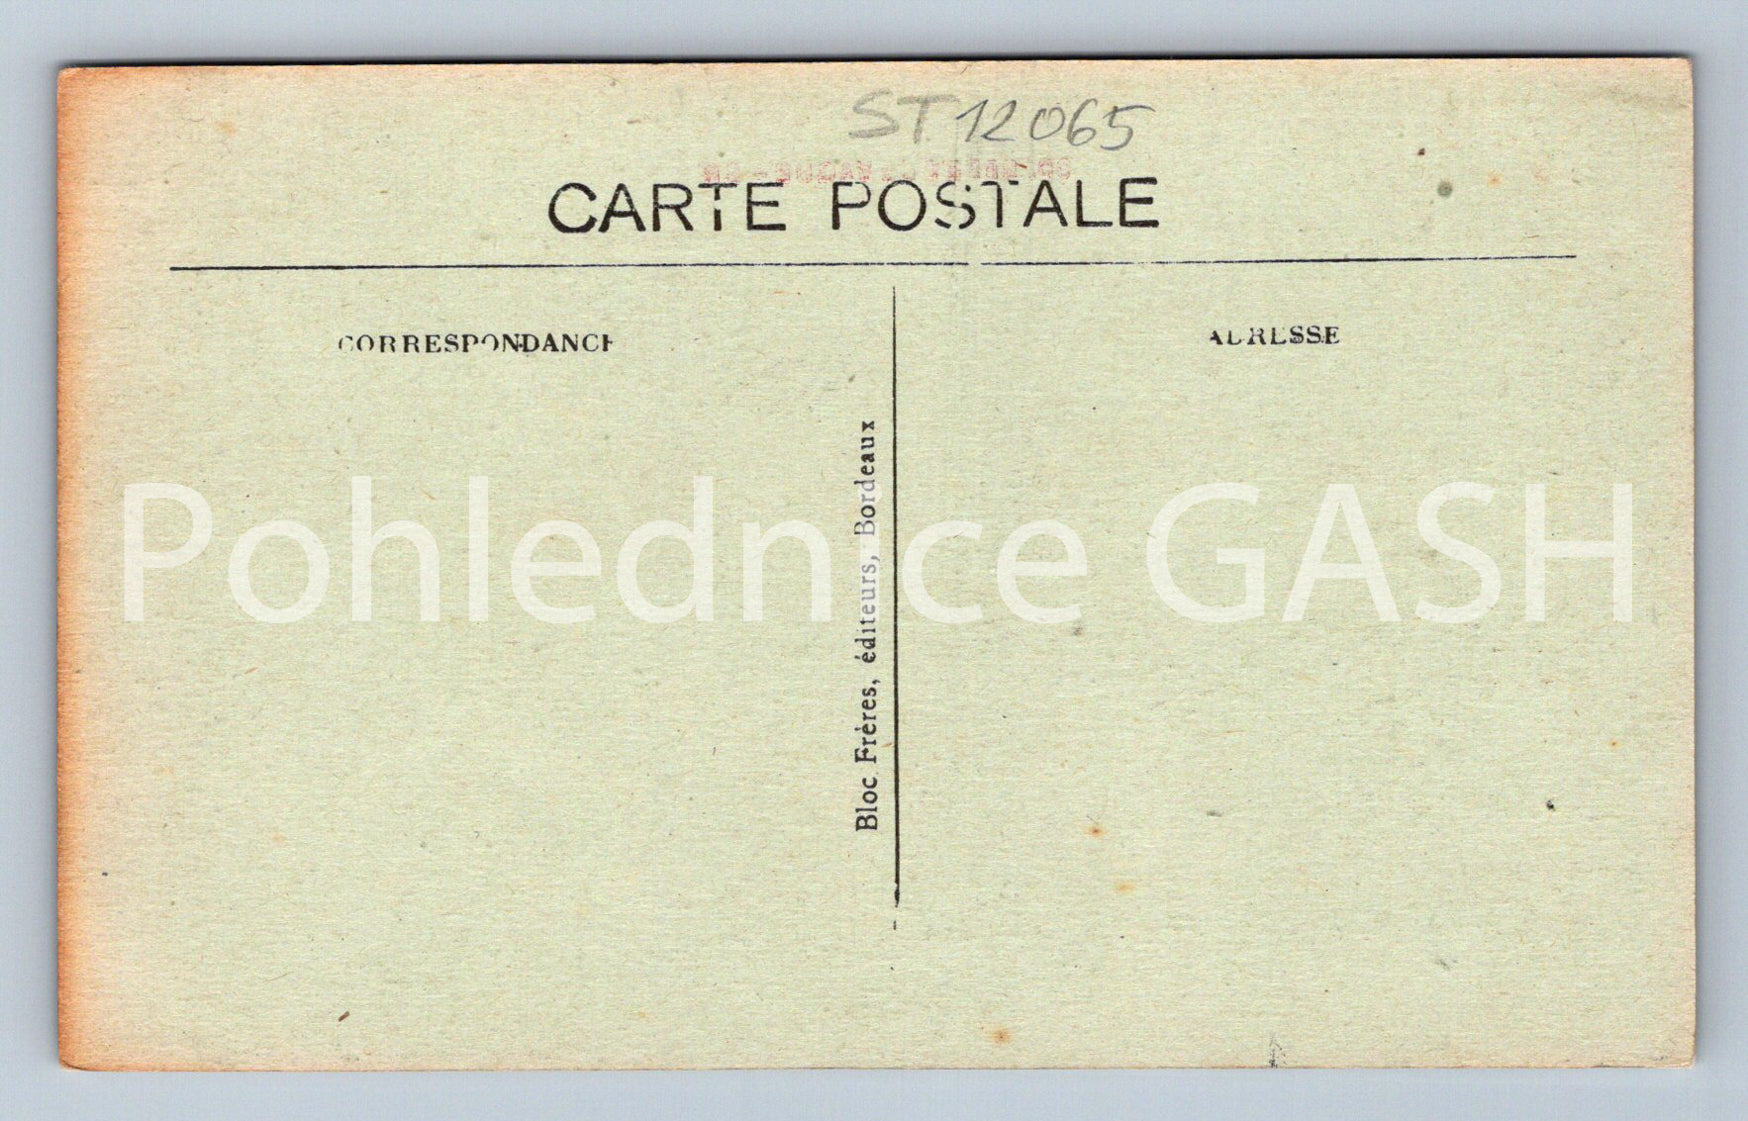 ST 12065
CARTE POSTALE
CORRESPONDANCE
ADRESSE
Bloc Frères, éditeurs, Bordeaux
Pohlednice GASH